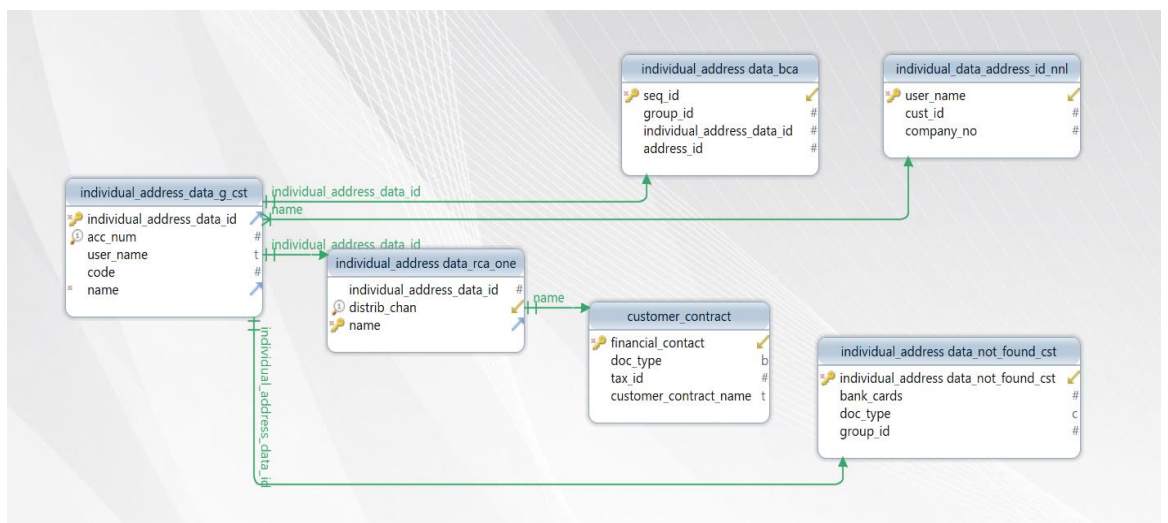 individual_address data_bca
seq_id
group_id #
individual_address_data_id #
address_id #
individual_data_address_id_nnl
user_name
cust_id #
company_no #
individual_address_data_g_cst
individual_address_data_id
acc_num #
user_name t
code #
name
individual_address_data_id
name
individual_address_data_id
individual_address data_rca_one
individual_address_data_id #
distrib_chan
name
name
customer_contract
financial_contact
doc_type b
tax_id #
customer_contract_name t
individual_address data_not_found_cst
individual_address data_not_found_cst
bank_cards #
doc_type c
group_id #
individual_address_data_id